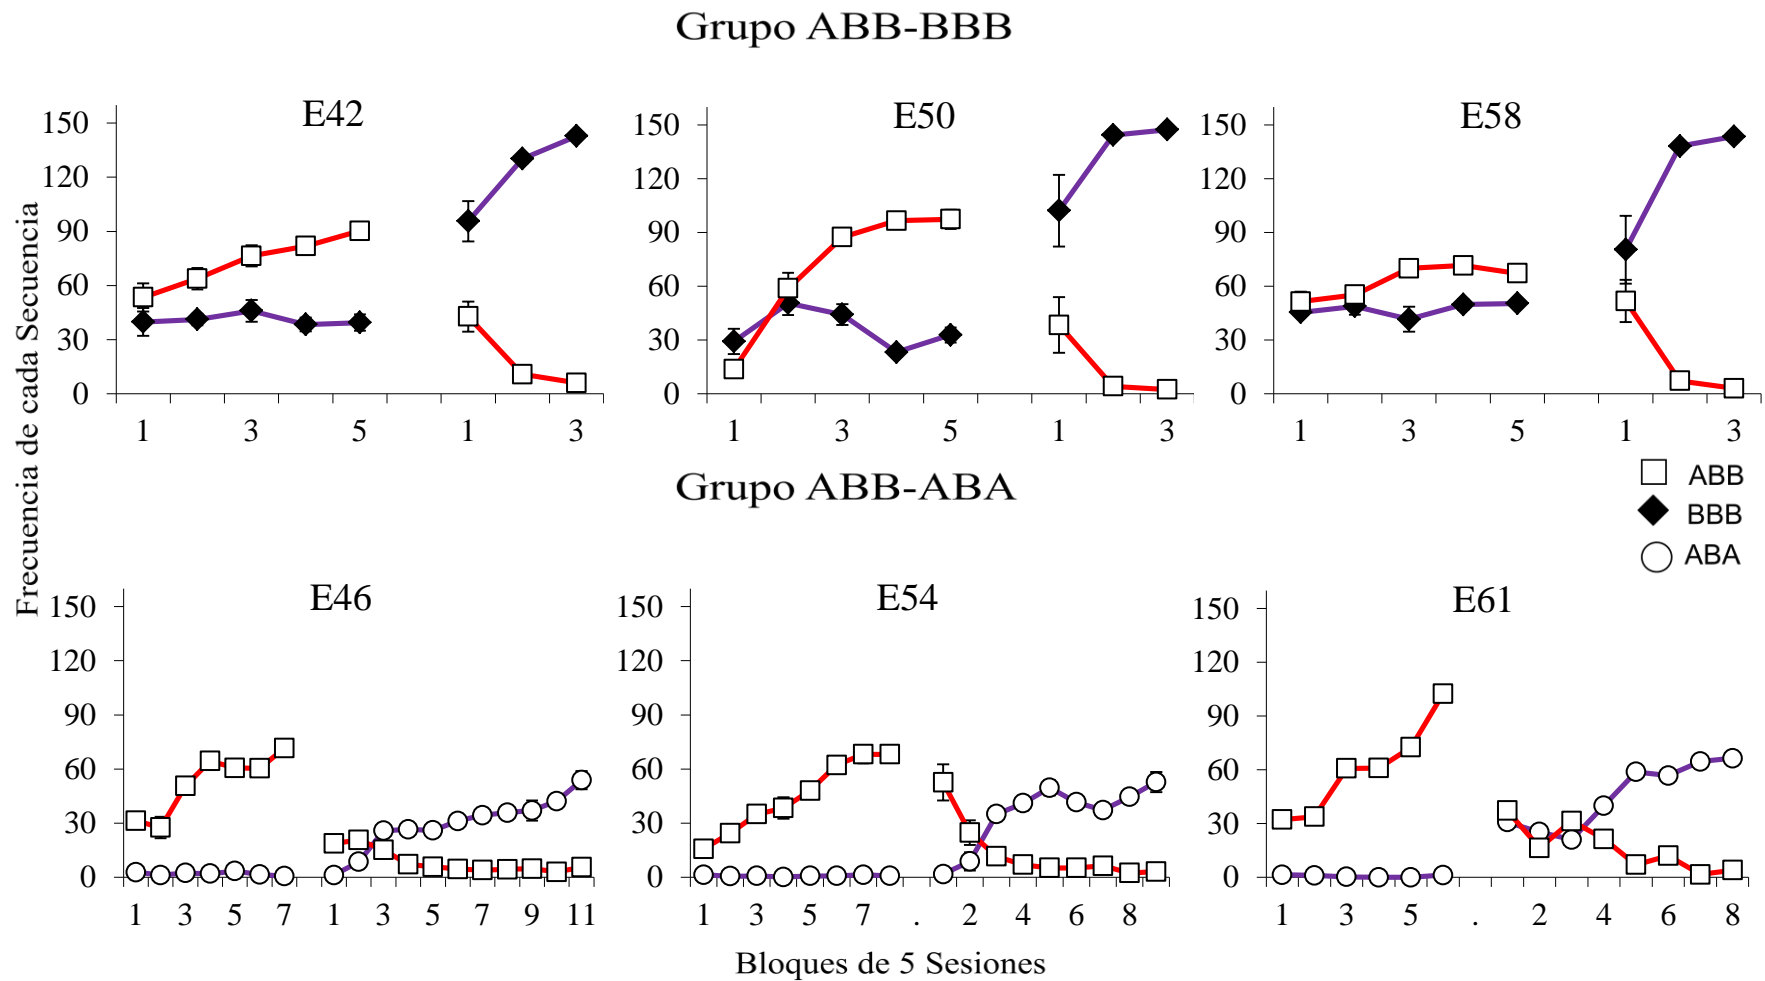 Grupo ABB-BBB
Frecuencia de cada Secuencia
E42
150
120
90
60
30
0
1 3 5 1 3
E50
150
120
90
60
30
0
1 3 5 1 3
E58
150
120
90
60
30
0
1 3 5 1 3
Grupo ABB-ABA
ABB
BBB
ABA
E46
150
120
90
60
30
0
1 3 5 7 1 3 5 7 9 11
E54
150
120
90
60
30
0
1 3 5 7 . 2 4 6 8
E61
150
120
90
60
30
0
1 3 5 . 2 4 6 8
Bloques de 5 Sesiones